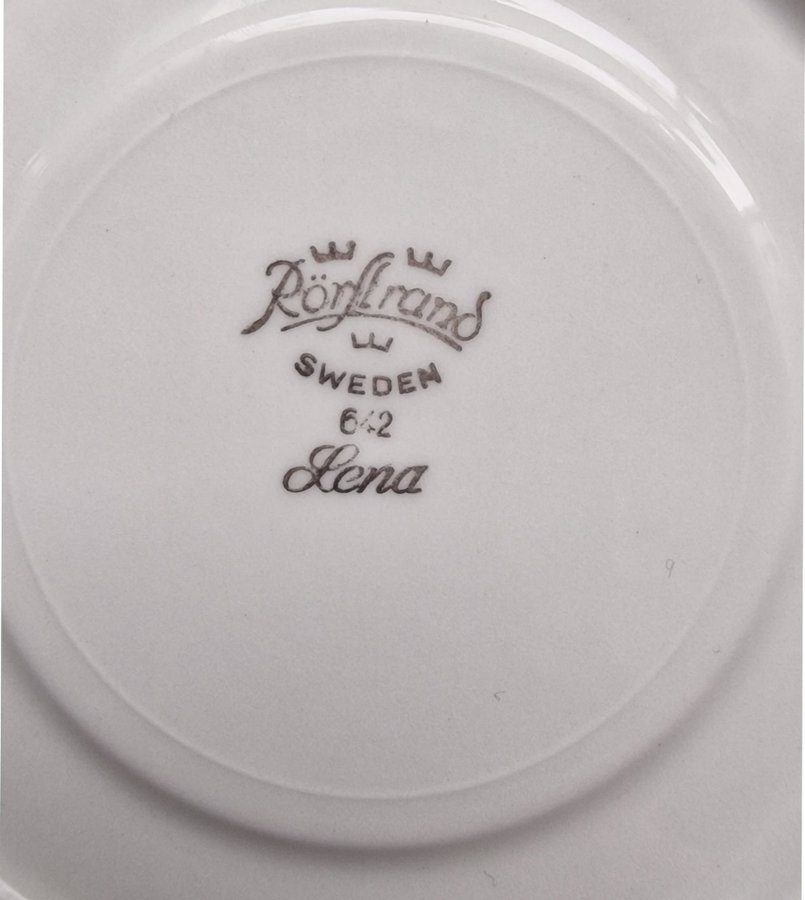 Rörstrand
SWEDEN
642
Lena